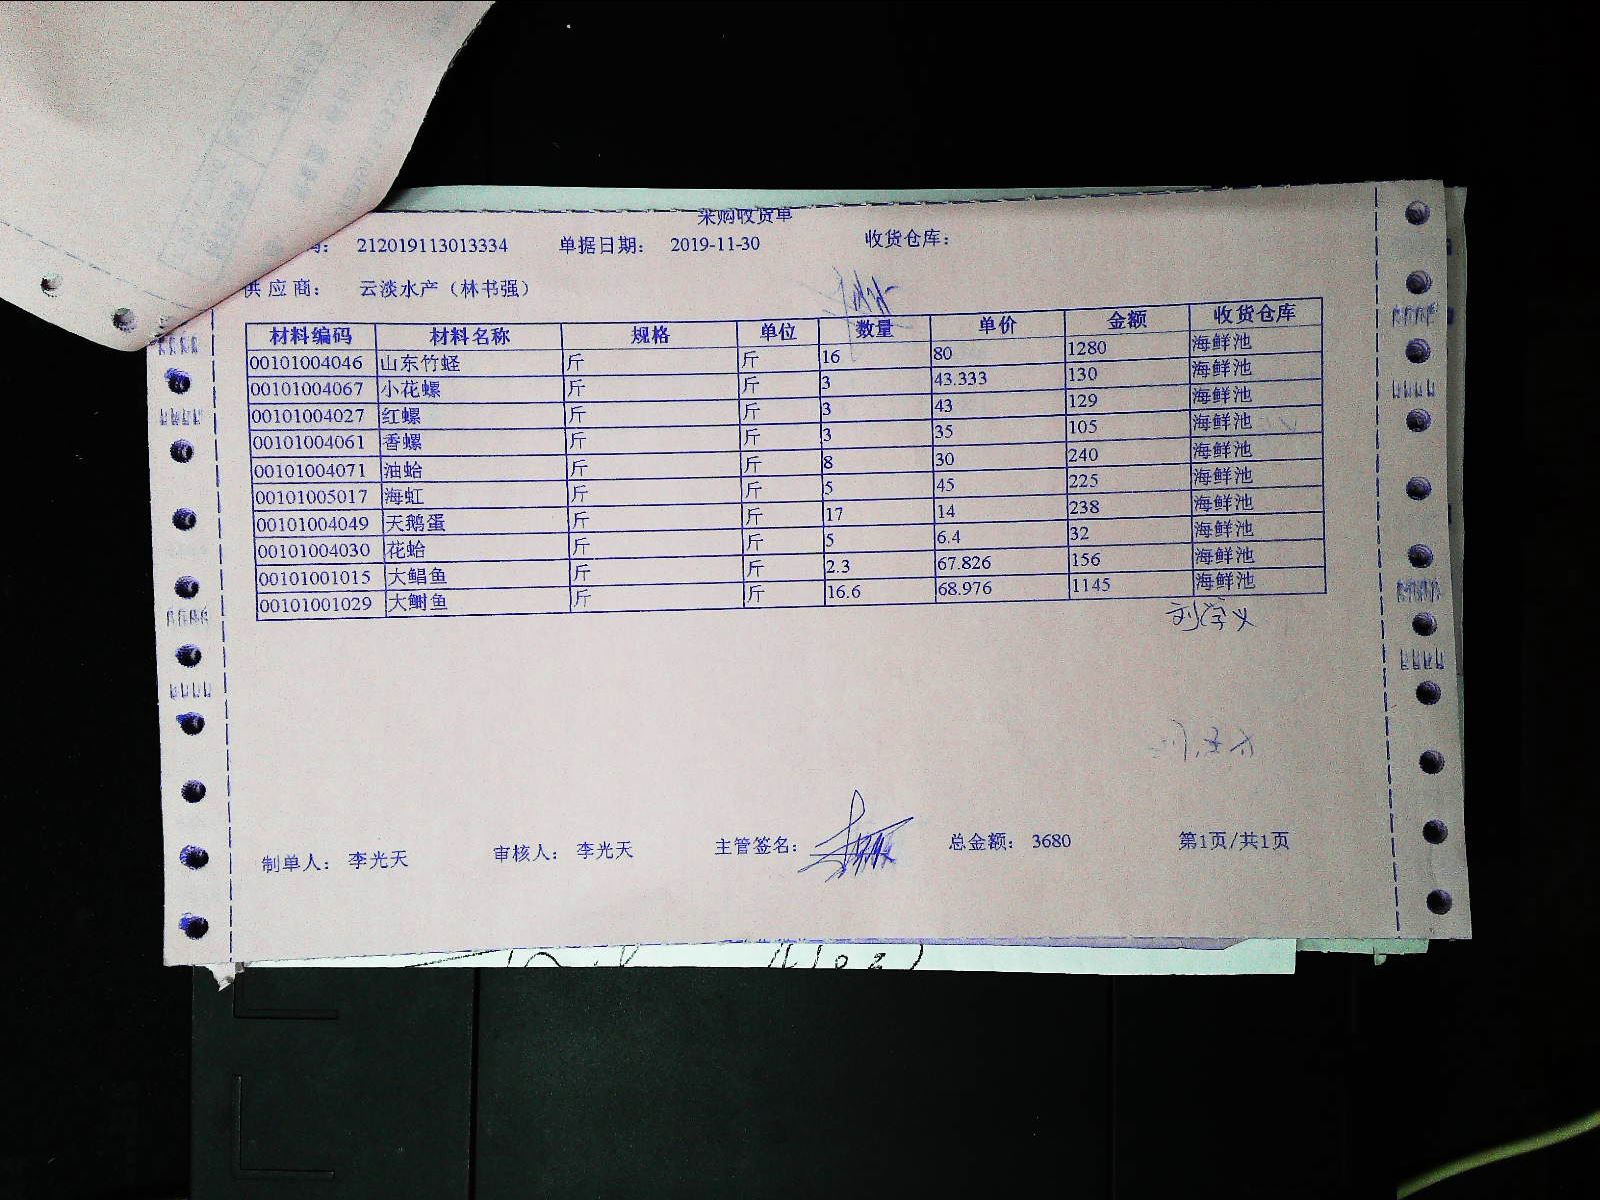 采购收货单
212019113013334 单据日期： 2019-11-30 收货仓库：
供应商： 云淡水产（林书强）
材料编码 材料名称 规格 单位 数量 单价 金额 收货仓库
00101004046 山东竹蛏 斤 斤 16 80 1280 海鲜池
00101004067 小花螺 斤 斤 3 43.333 130 海鲜池
00101004027 红螺 斤 斤 3 43 129 海鲜池
00101004061 香螺 斤 斤 3 35 105 海鲜池
00101004071 油蛤 斤 斤 8 30 240 海鲜池
00101005017 海虹 斤 斤 5 45 225 海鲜池
00101004049 天鹅蛋 斤 斤 17 14 238 海鲜池
00101004030 花蛤 斤 斤 5 6.4 32 海鲜池
00101001015 大鲳鱼 斤 斤 2.3 67.826 156 海鲜池
00101001029 大鲥鱼 斤 斤 16.6 68.976 1145 海鲜池
刘学义
制单人： 李光天 审核人： 李光天 主管签名： 总金额： 3680 第1页/共1页